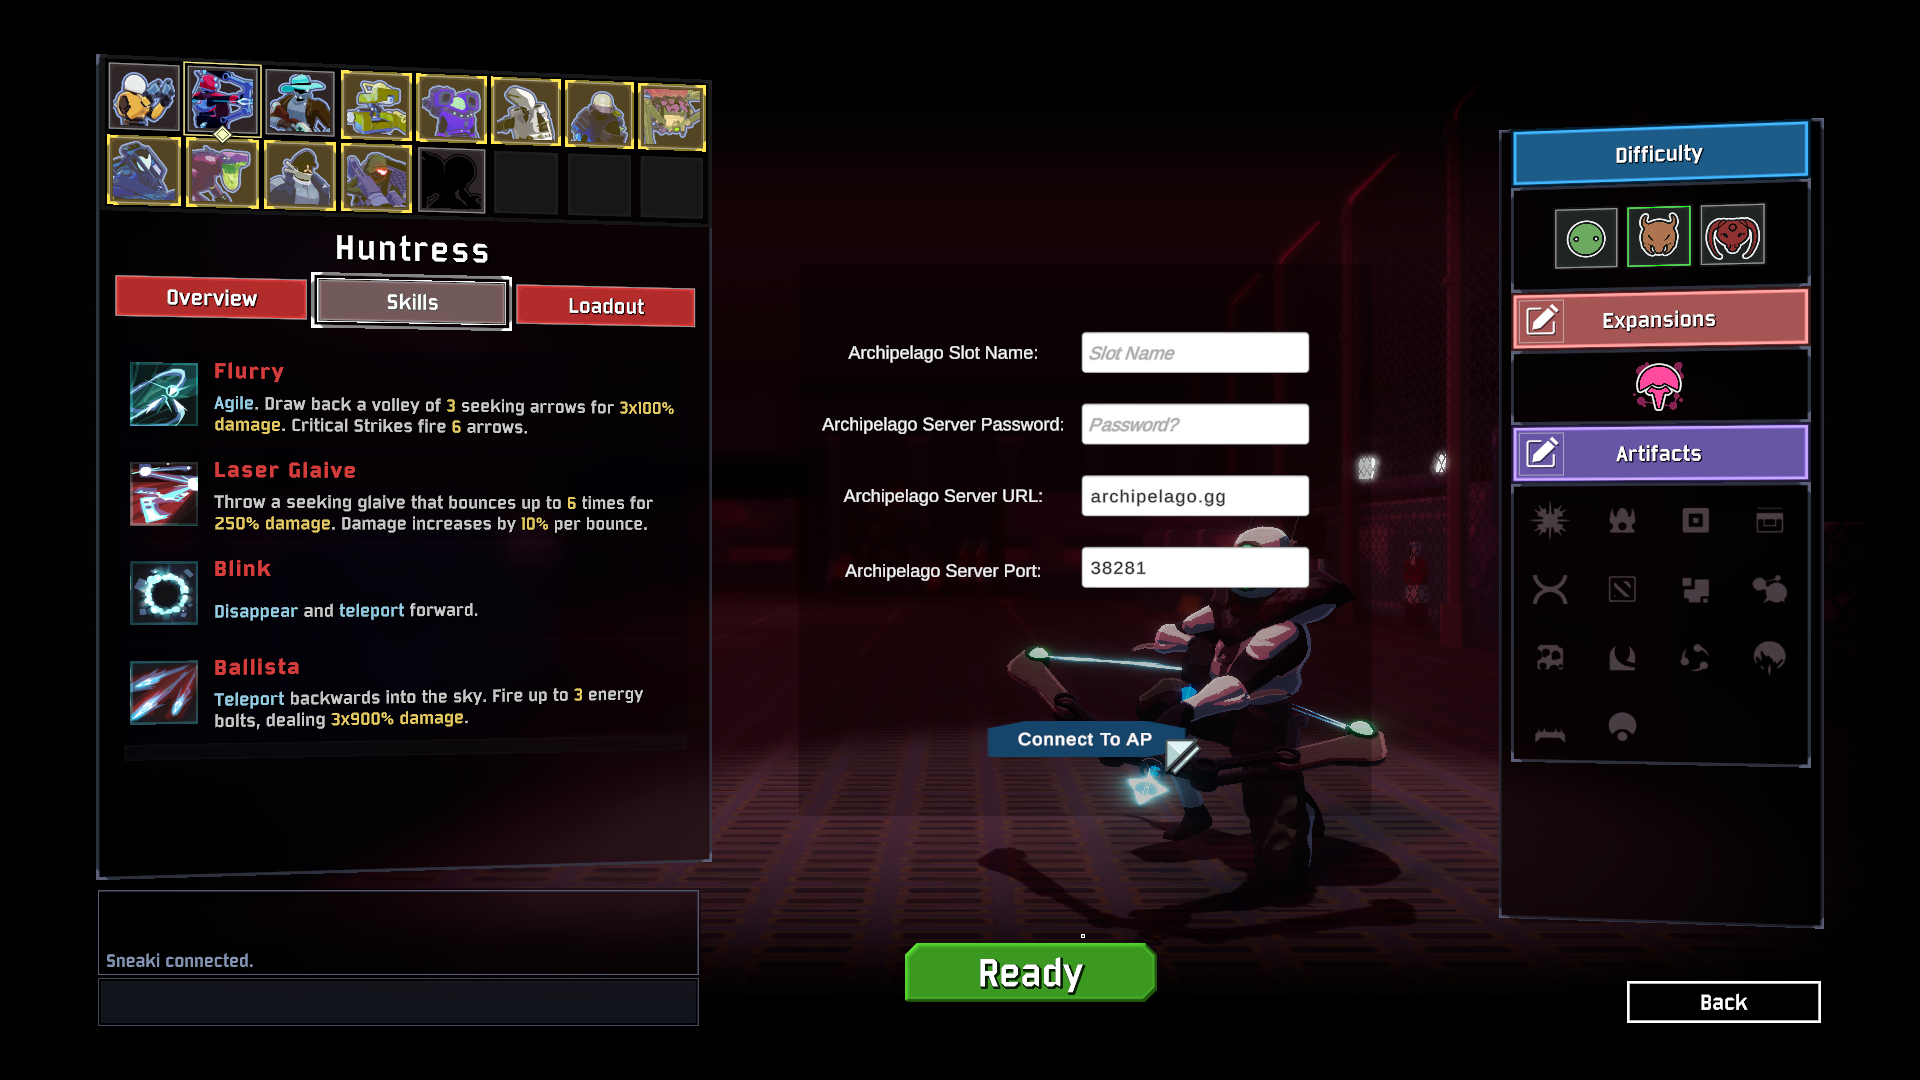 Huntress
Overview
Skills
Loadout
Flurry
Agile. Draw back a volley of 3 seeking arrows for 3x100%
damage. Critical Strikes fire 6 arrows.
Laser Glaive
Throw a seeking glaive that bounces up to 6 times for
250% damage. Damage increases by 10% per bounce.
Blink
Disappear and teleport forward.
Ballista
Teleport backwards into the sky. Fire up to 3 energy
bolts, dealing 3x900% damage.
Sneaki connected.
Archipelago Slot Name:
Slot Name
Archipelago Server Password:
Password?
Archipelago Server URL:
archipelago.gg
Archipelago Server Port:
38281
Connect To AP
Ready
Difficulty
Expansions
Artifacts
Back